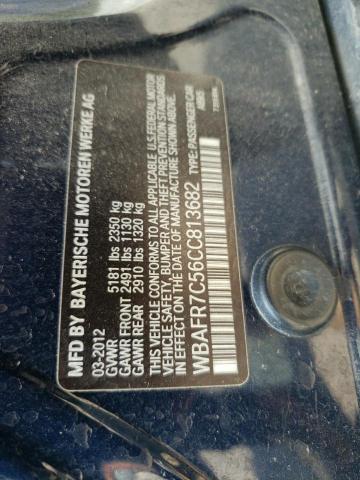 MFD BY BAYERISCHE MOTOREN WERKE AG
03-2012
GVWR 5181 lbs 2350 kg
GAWR FRONT 2491 lbs 1130 kg
GAWR REAR 2910 lbs 1320 kg
THIS VEHICLE CONFORMS TO ALL APPLICABLE U.S. FEDERAL MOTOR
VEHICLE SAFETY, BUMPER AND THEFT PREVENTION STANDARDS
IN EFFECT ON THE DATE OF MANUFACTURE SHOWN ABOVE.
WBAFR7C56CC813682 TYPE: PASSENGER CAR